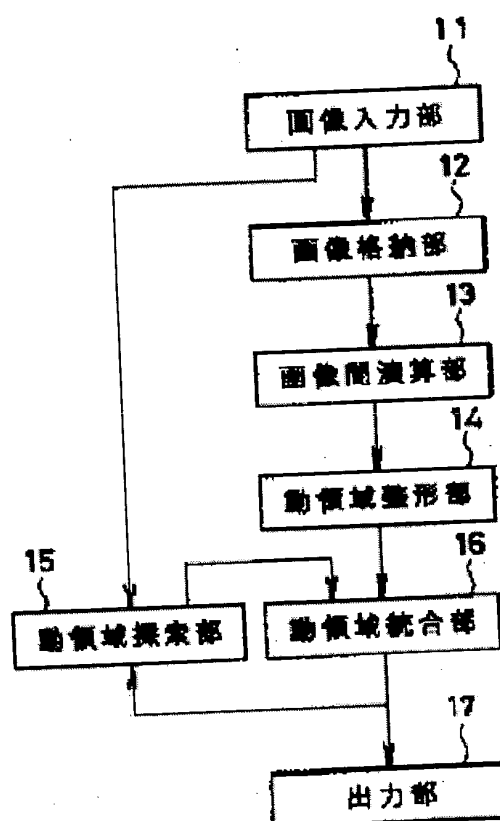 11
画像入力部
12
画像格納部
13
画像間演算部
14
動領域整形部
15
動領域探索部
16
動領域統合部
17
出力部